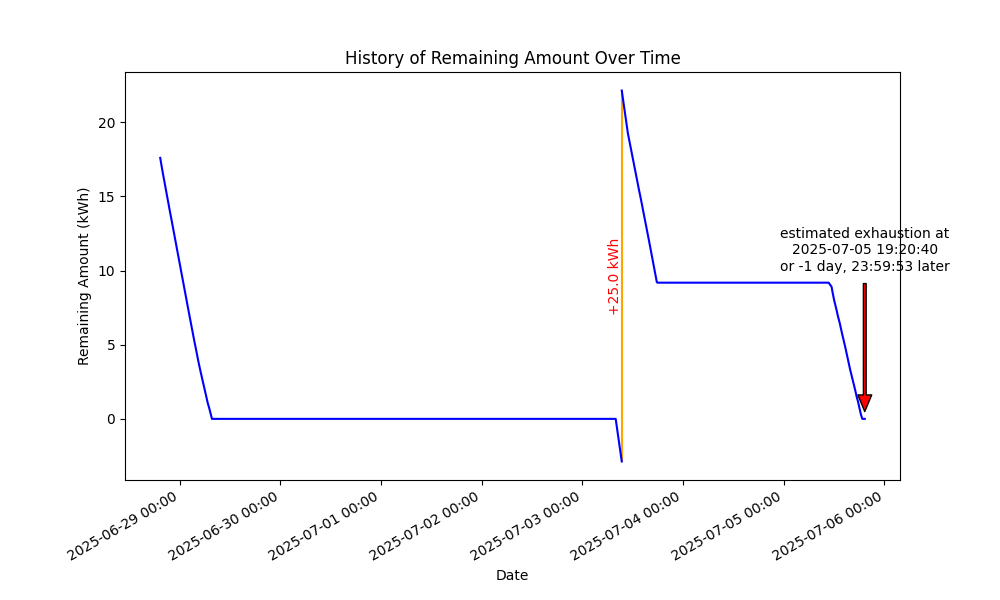 History of Remaining Amount Over Time
Remaining Amount (kWh)
20
15
10
5
0
+25.0 kWh
estimated exhaustion at
2025-07-05 19:20:40
or -1 day, 23:59:53 later
2025-06-29 00:00
2025-06-30 00:00
2025-07-01 00:00
2025-07-02 00:00
2025-07-03 00:00
2025-07-04 00:00
2025-07-05 00:00
2025-07-06 00:00
Date